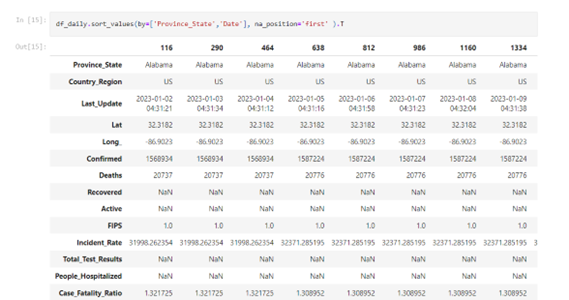 In [15]: df_daily.sort_values(by=['Province_State','Date'], na_position='first' ).T
Out[15]: 116 290 464 638 812 986 1160 1334
Province_State Alabama Alabama Alabama Alabama Alabama Alabama Alabama Alabama
Country_Region US US US US US US US US
Last_Update 2023-01-02 04:31:21 2023-01-03 04:31:34 2023-01-04 04:31:12 2023-01-05 04:31:16 2023-01-06 04:31:58 2023-01-07 04:31:23 2023-01-08 04:32:04 2023-01-09 04:31:38
Lat 32.3182 32.3182 32.3182 32.3182 32.3182 32.3182 32.3182 32.3182
Long_ -86.9023 -86.9023 -86.9023 -86.9023 -86.9023 -86.9023 -86.9023 -86.9023
Confirmed 1568934 1568934 1568934 1587224 1587224 1587224 1587224 1587224
Deaths 20737 20737 20737 20776 20776 20776 20776 20776
Recovered NaN NaN NaN NaN NaN NaN NaN NaN
Active NaN NaN NaN NaN NaN NaN NaN NaN
FIPS 1.0 1.0 1.0 1.0 1.0 1.0 1.0 1.0
Incident_Rate 31998.262354 31998.262354 31998.262354 32371.285195 32371.285195 32371.285195 32371.285195 32371.285195 3
Total_Test_Results NaN NaN NaN NaN NaN NaN NaN NaN
People_Hospitalized NaN NaN NaN NaN NaN NaN NaN NaN
Case_Fatality_Ratio 1.321725 1.321725 1.321725 1.308952 1.308952 1.308952 1.308952 1.308952